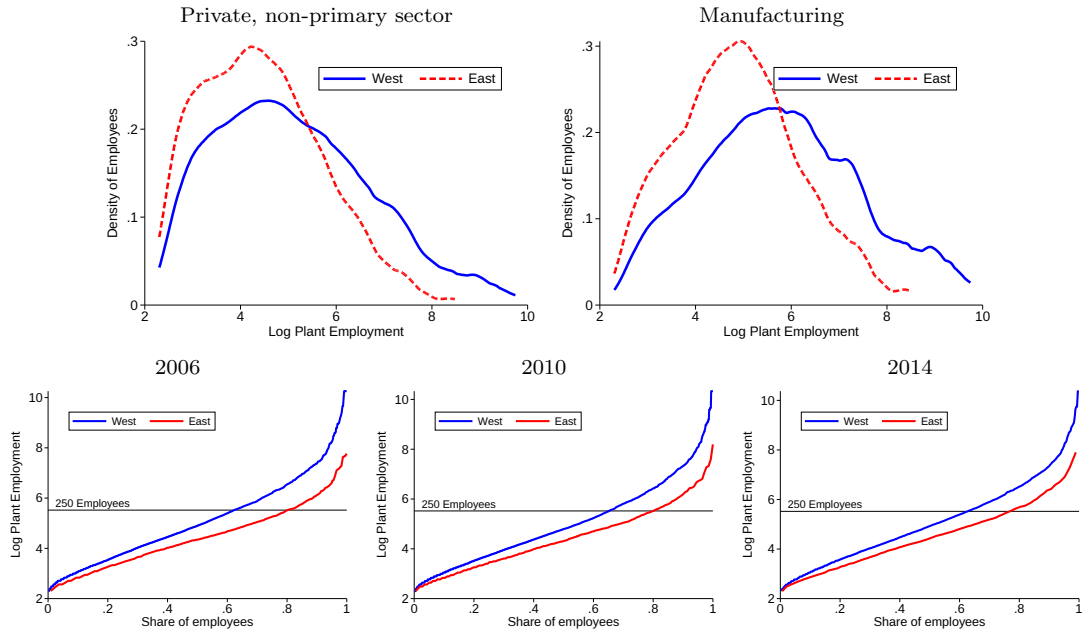 Private, non-primary sector
Manufacturing
.3
.2
.1
0
Density of Employees
West
East
2
4
6
8
10
Log Plant Employment
.3
.2
.1
0
Density of Employees
West
East
2
4
6
8
10
Log Plant Employment
2006
2010
2014
10
8
6
4
2
Log Plant Employment
West
East
250 Employees
0
.2
.4
.6
.8
1
Share of employees
10
8
6
4
2
Log Plant Employment
West
East
250 Employees
0
.2
.4
.6
.8
1
Share of employees
10
8
6
4
2
Log Plant Employment
West
East
250 Employees
0
.2
.4
.6
.8
1
Share of employees